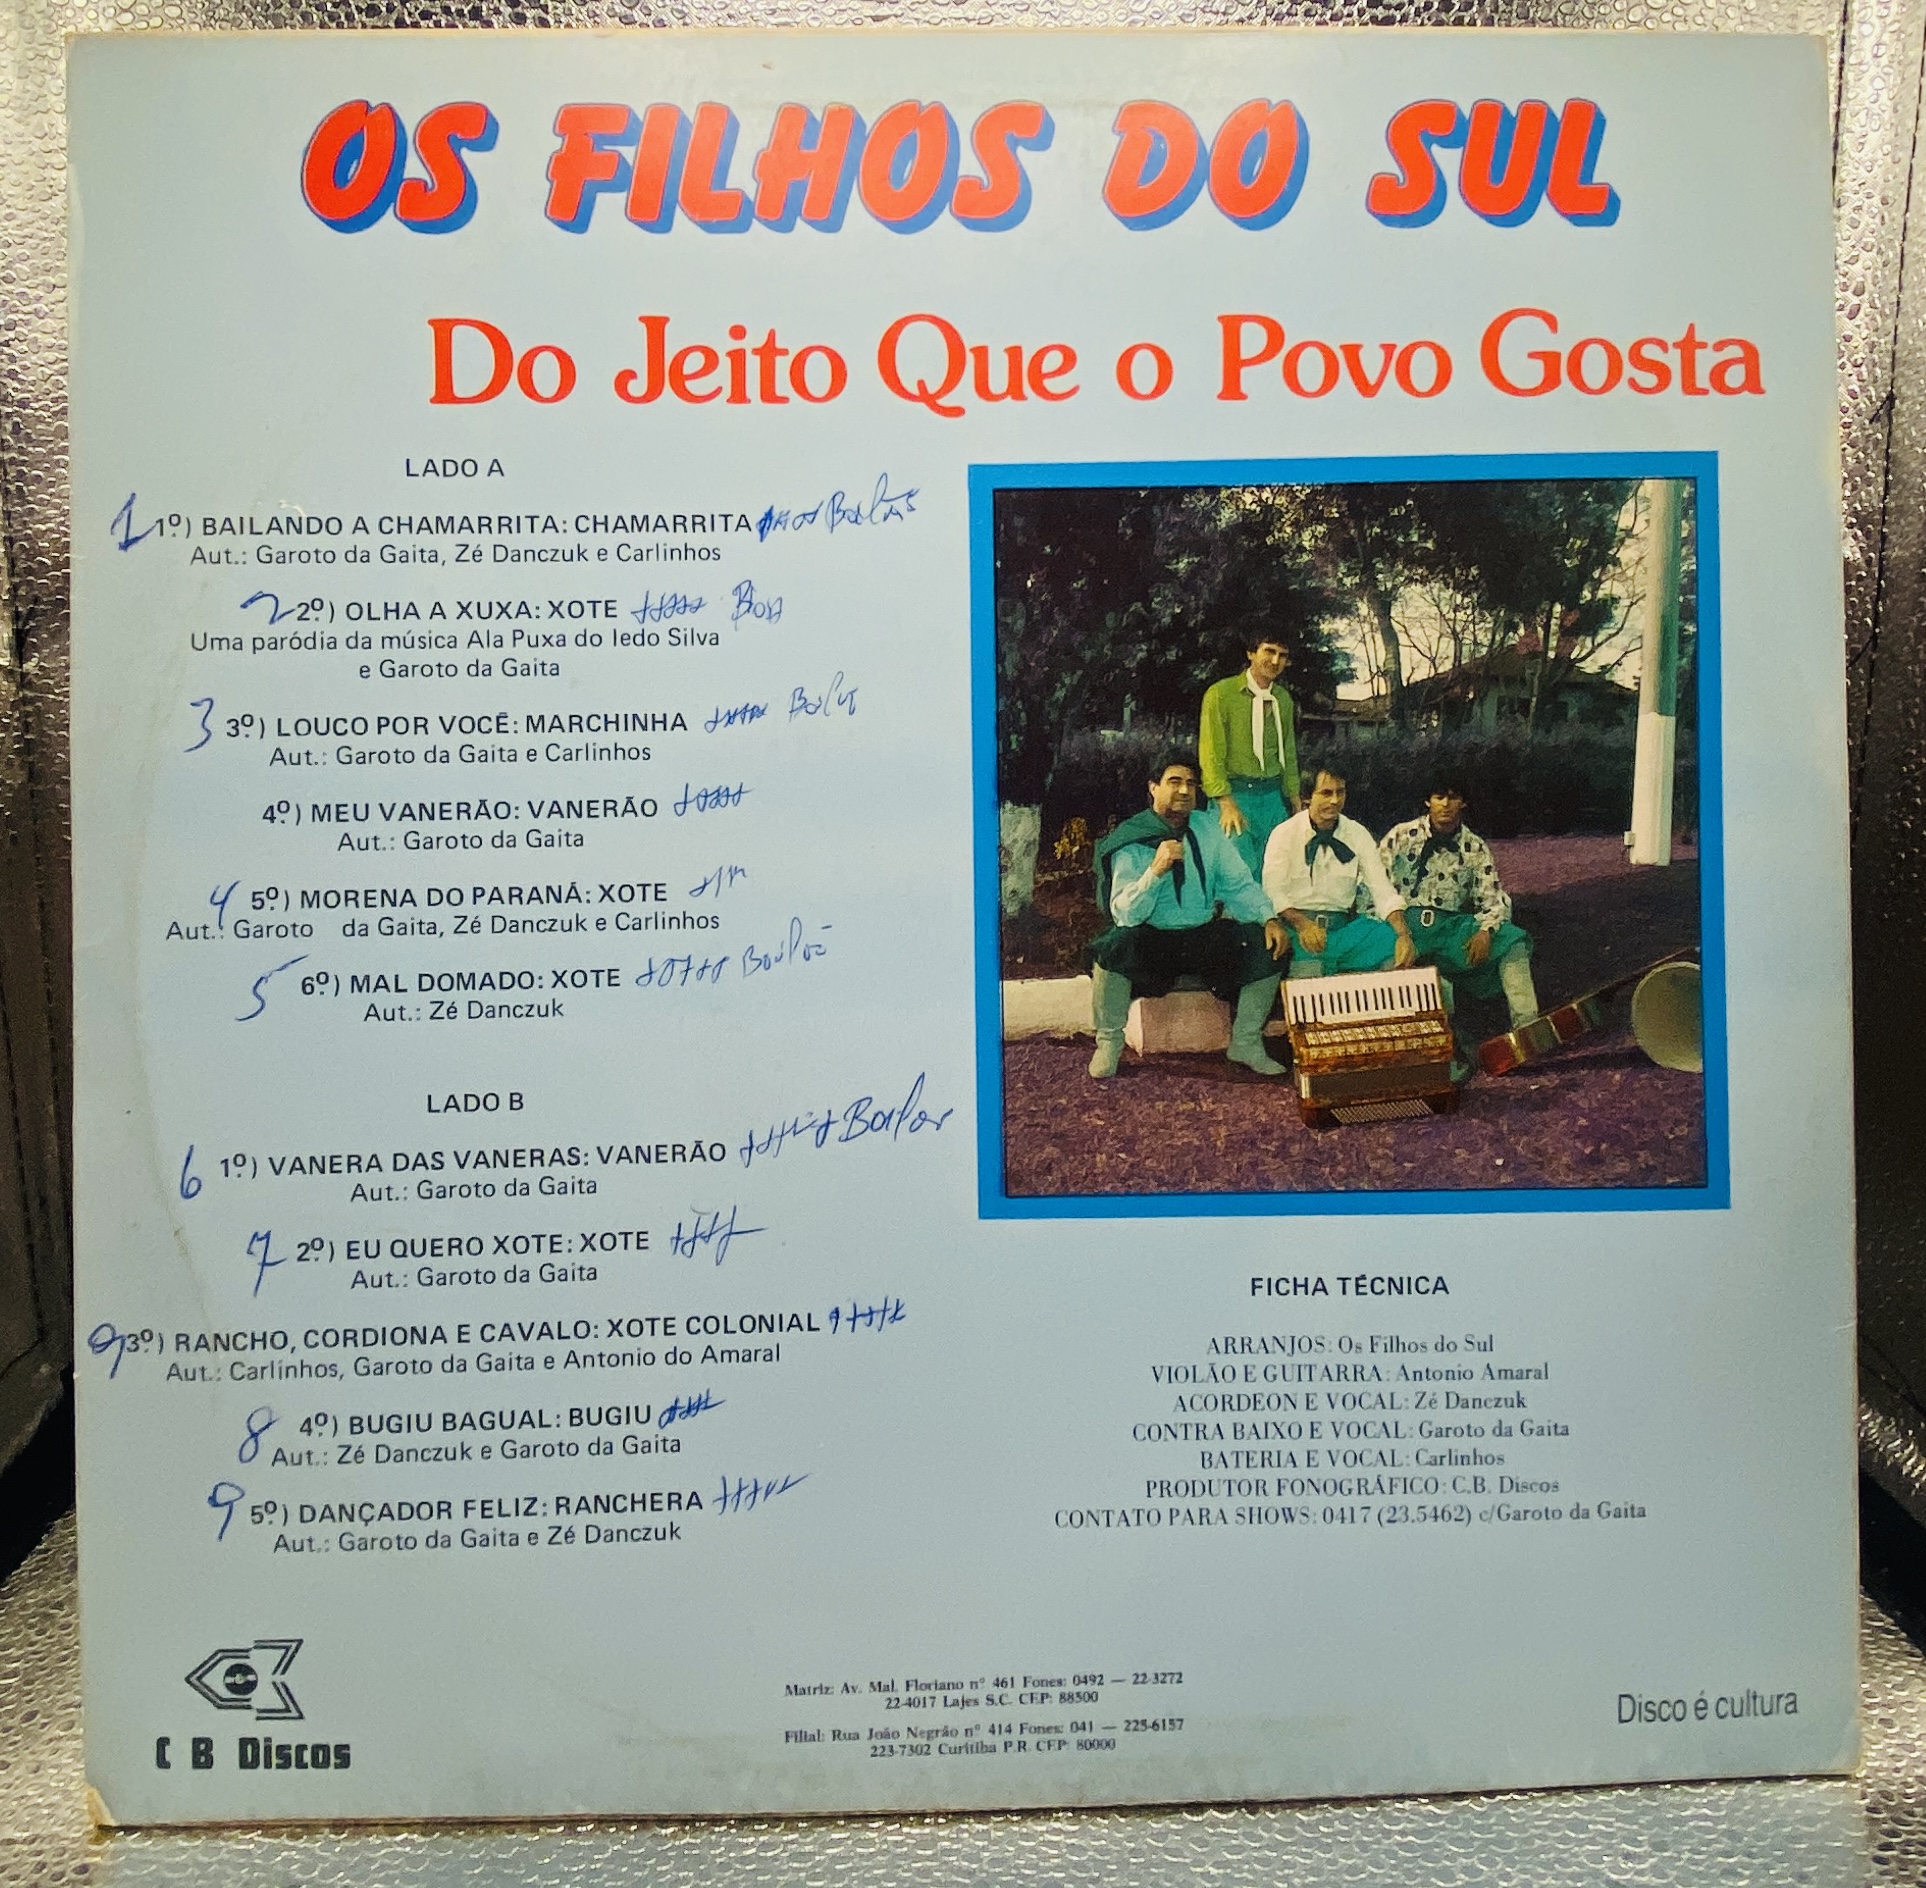 OS FILHOS DO SUL
Do Jeito Que o Povo Gosta
LADO A
1 1º) BAILANDO A CHAMARRITA: CHAMARRITA
Aut.: Garoto da Gaita, Zé Danczuk e Carlinhos
2 2º) OLHA A XUXA: XOTE
Uma paródia da música Ala Puxa do Iedo Silva
e Garoto da Gaita
3 3º) LOUCO POR VOCÊ: MARCHINHA
Aut.: Garoto da Gaita e Carlinhos
4º) MEU VANERÃO: VANERÃO
Aut.: Garoto da Gaita
4 5º) MORENA DO PARANÁ: XOTE
Aut.: Garoto da Gaita, Zé Danczuk e Carlinhos
5 6º) MAL DOMADO: XOTE
Aut.: Zé Danczuk
LADO B
6 1º) VANERA DAS VANERAS: VANERÃO
Aut.: Garoto da Gaita
7 2º) EU QUERO XOTE: XOTE
Aut.: Garoto da Gaita
3º) RANCHO, CORDIONA E CAVALO: XOTE COLONIAL
Aut.: Carlinhos, Garoto da Gaita e Antonio do Amaral
8 4º) BUGIU BAGUAL: BUGIU
Aut.: Zé Danczuk e Garoto da Gaita
9 5º) DANÇADOR FELIZ: RANCHERA
Aut.: Garoto da Gaita e Zé Danczuk
FICHA TÉCNICA
ARRANJOS: Os Filhos do Sul
VIOLÃO E GUITARRA: Antonio Amaral
ACORDEON E VOCAL: Zé Danczuk
CONTRA BAIXO E VOCAL: Garoto da Gaita
BATERIA E VOCAL: Carlinhos
PRODUTOR FONOGRÁFICO: C.B. Discos
CONTATO PARA SHOWS: 0417 (23.5462) c/Garoto da Gaita
C B Discos
Matriz: Av. Mal. Floriano nº 461 Fones: 0492 — 22-3272
22-4017 Lajes S.C. CEP: 88500
Filial: Rua João Negrão nº 414 Fones: 041 — 225-6157
223-7302 Curitiba P.R. CEP: 80000
Disco é cultura